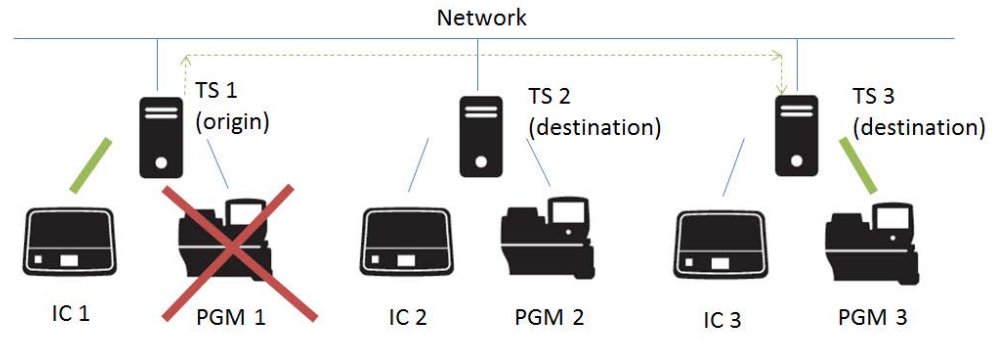 Network
TS 1
(origin)
TS 2
(destination)
TS 3
(destination)
IC 1
PGM 1
IC 2
PGM 2
IC 3
PGM 3